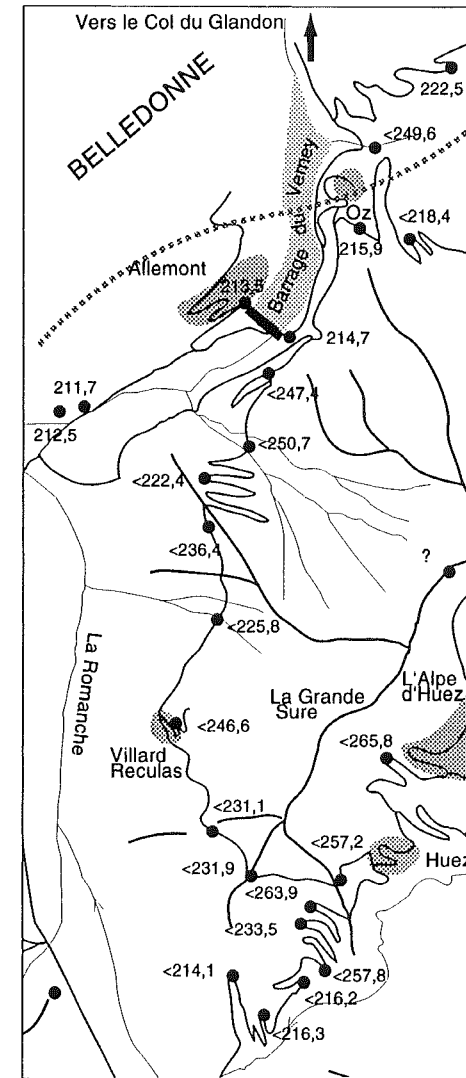 Vers le Col du Glandon
BELLEDONNE
222,5
<249,6
Barrage du Verney
Oz
<218,4
215,9
Allemont
213,5
214,7
<247,4
211,7
212,5
<250,7
<222,4
<236,4
?
<225,8
La Romanche
L'Alpe
d'Huez
La Grande
Sure
<246,6
<265,8
Villard
Reculas
<231,1
<257,2
<231,9
Huez
<263,9
<233,5
<214,1
<257,8
<216,2
<216,3